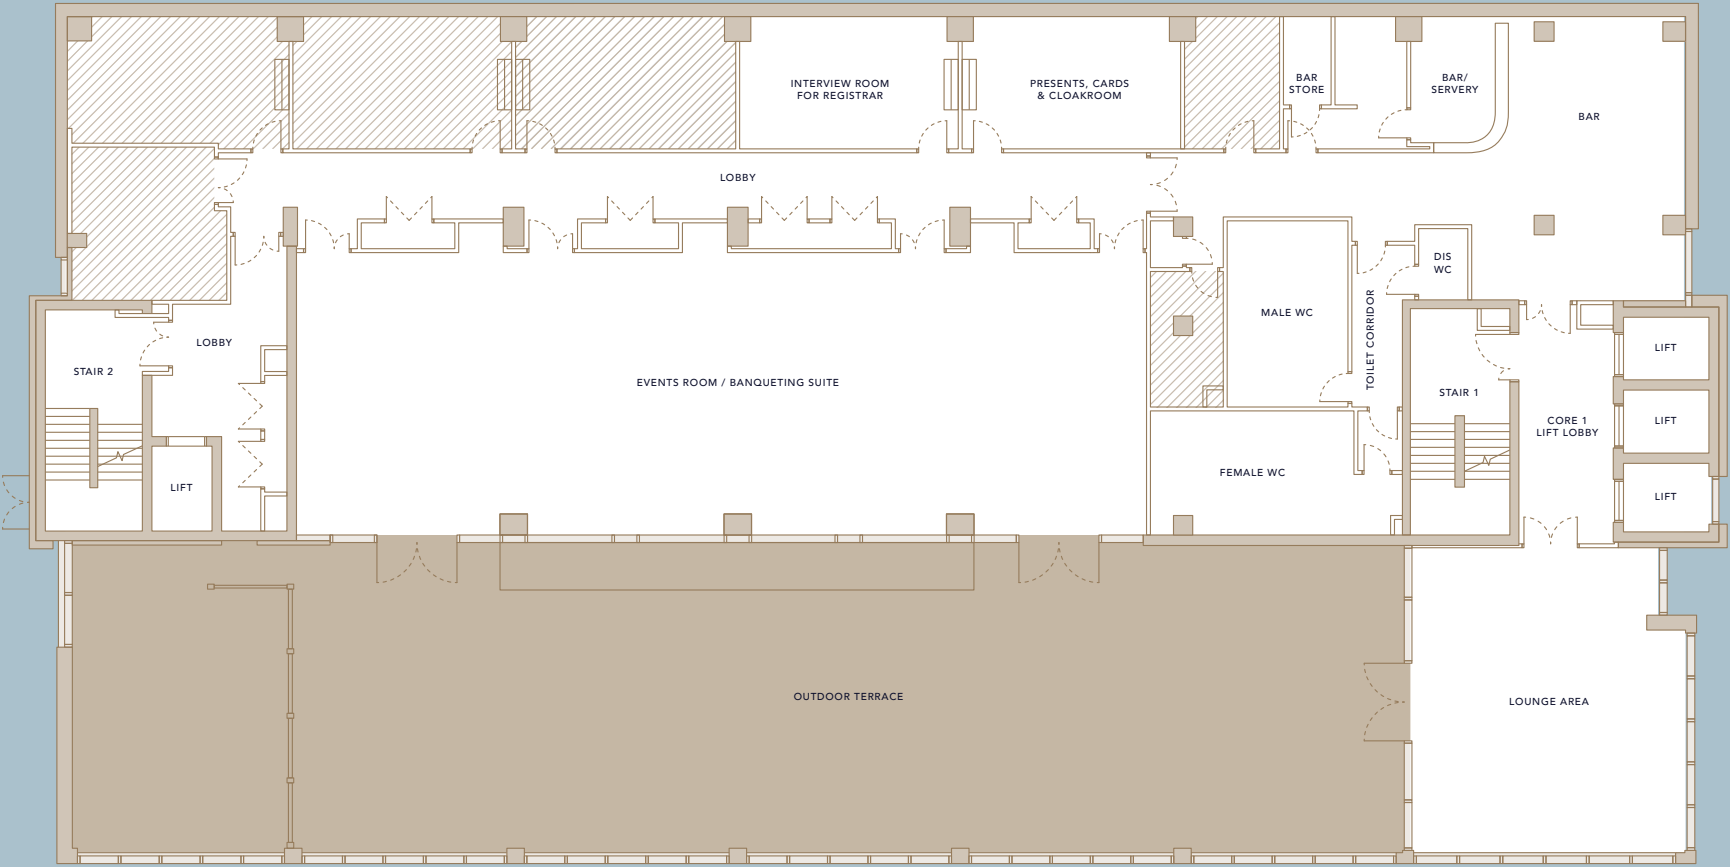 INTERVIEW ROOM
FOR REGISTRAR
PRESENTS, CARDS
& CLOAKROOM
BAR
STORE
BAR/
SERVERY
BAR
LOBBY
DIS
WC
MALE WC
TOILET CORRIDOR
LOBBY
STAIR 2
EVENTS ROOM / BANQUETING SUITE
STAIR 1
CORE 1
LIFT LOBBY
LIFT
LIFT
LIFT
FEMALE WC
LIFT
OUTDOOR TERRACE
LOUNGE AREA